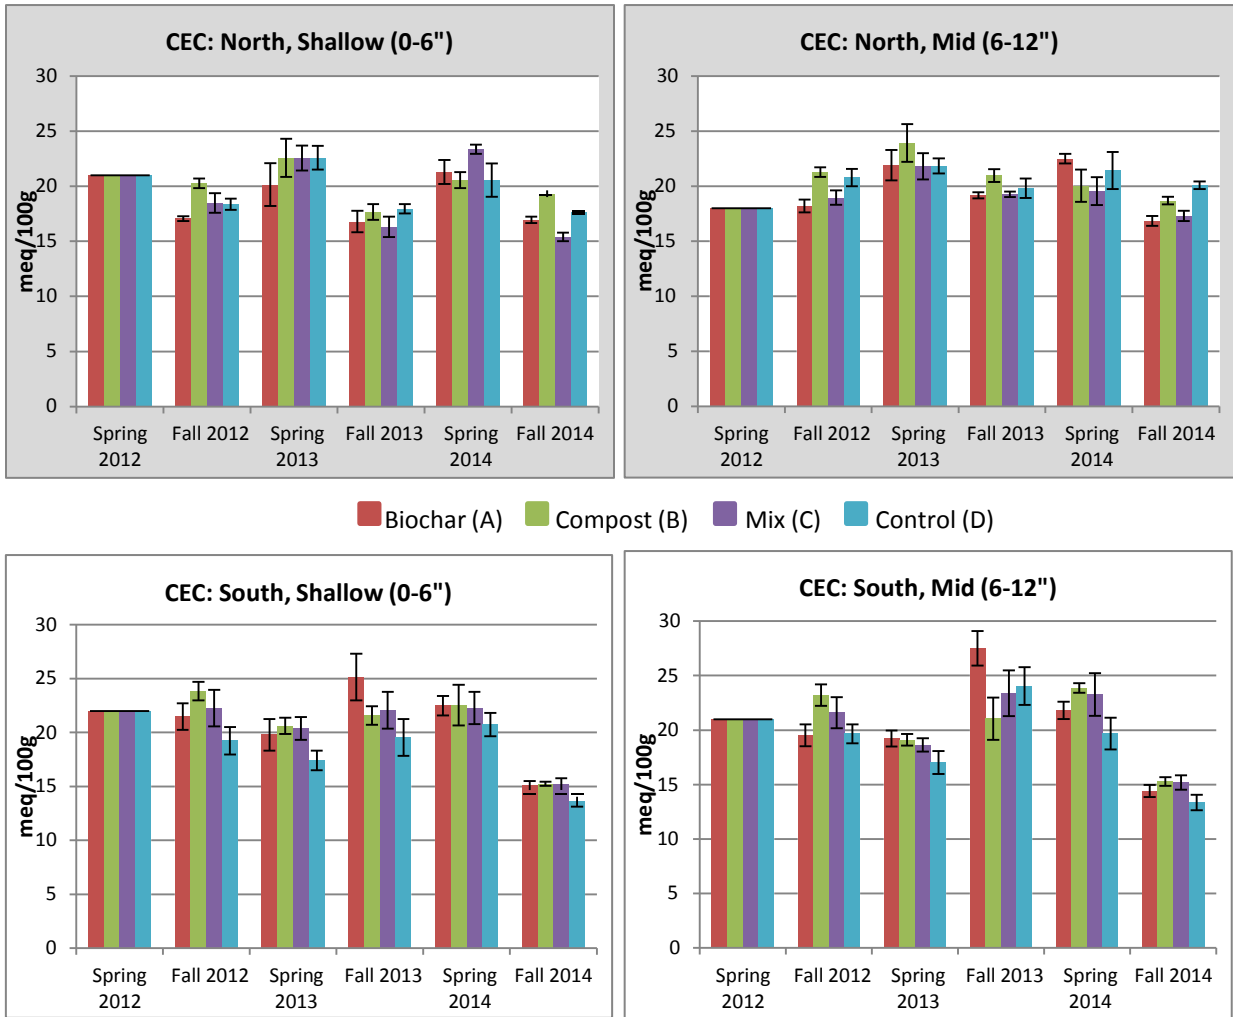 CEC: North, Shallow (0-6")
30
25
20
15
10
5
0
meq/100g
Spring 2012
Fall 2012
Spring 2013
Fall 2013
Spring 2014
Fall 2014
CEC: North, Mid (6-12")
30
25
20
15
10
5
0
meq/100g
Spring 2012
Fall 2012
Spring 2013
Fall 2013
Spring 2014
Fall 2014
Biochar (A) Compost (B) Mix (C) Control (D)
CEC: South, Shallow (0-6")
30
25
20
15
10
5
0
meq/100g
Spring 2012
Fall 2012
Spring 2013
Fall 2013
Spring 2014
Fall 2014
CEC: South, Mid (6-12")
30
25
20
15
10
5
0
meq/100g
Spring 2012
Fall 2012
Spring 2013
Fall 2013
Spring 2014
Fall 2014